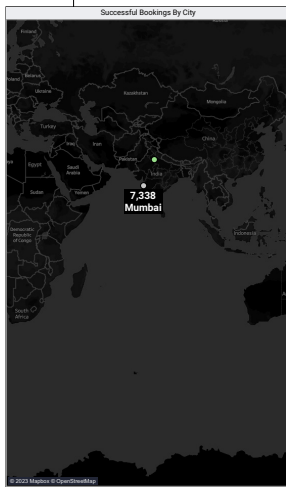 Successful Bookings By City
Finland
Belarus
Ukraine
Kazakhstan
Mongolia
Turkey
Iraq
Iran
China
Pakistan
Egypt
Saudi
Arabia
India
Sudan
Yemen
7,338
Mumbai
Democratic
Republic
of Congo
Indonesia
South
Africa
© 2023 Mapbox © OpenStreetMap